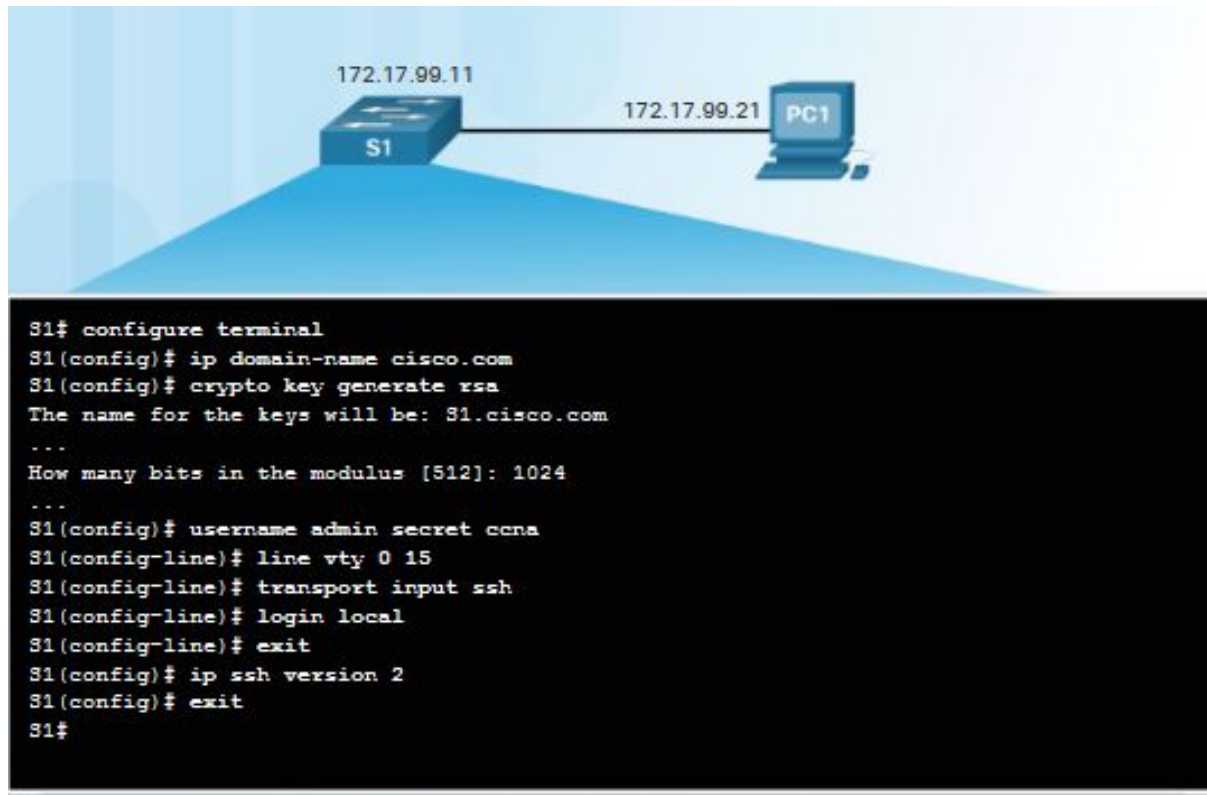 172.17.99.11
172.17.99.21
PC1
S1
S1# configure terminal
S1(config)# ip domain-name cisco.com
S1(config)# crypto key generate rsa
The name for the keys will be: S1.cisco.com
...
How many bits in the modulus [512]: 1024
...
S1(config)# username admin secret ccna
S1(config-line)# line vty 0 15
S1(config-line)# transport input ssh
S1(config-line)# login local
S1(config-line)# exit
S1(config)# ip ssh version 2
S1(config)# exit
S1#